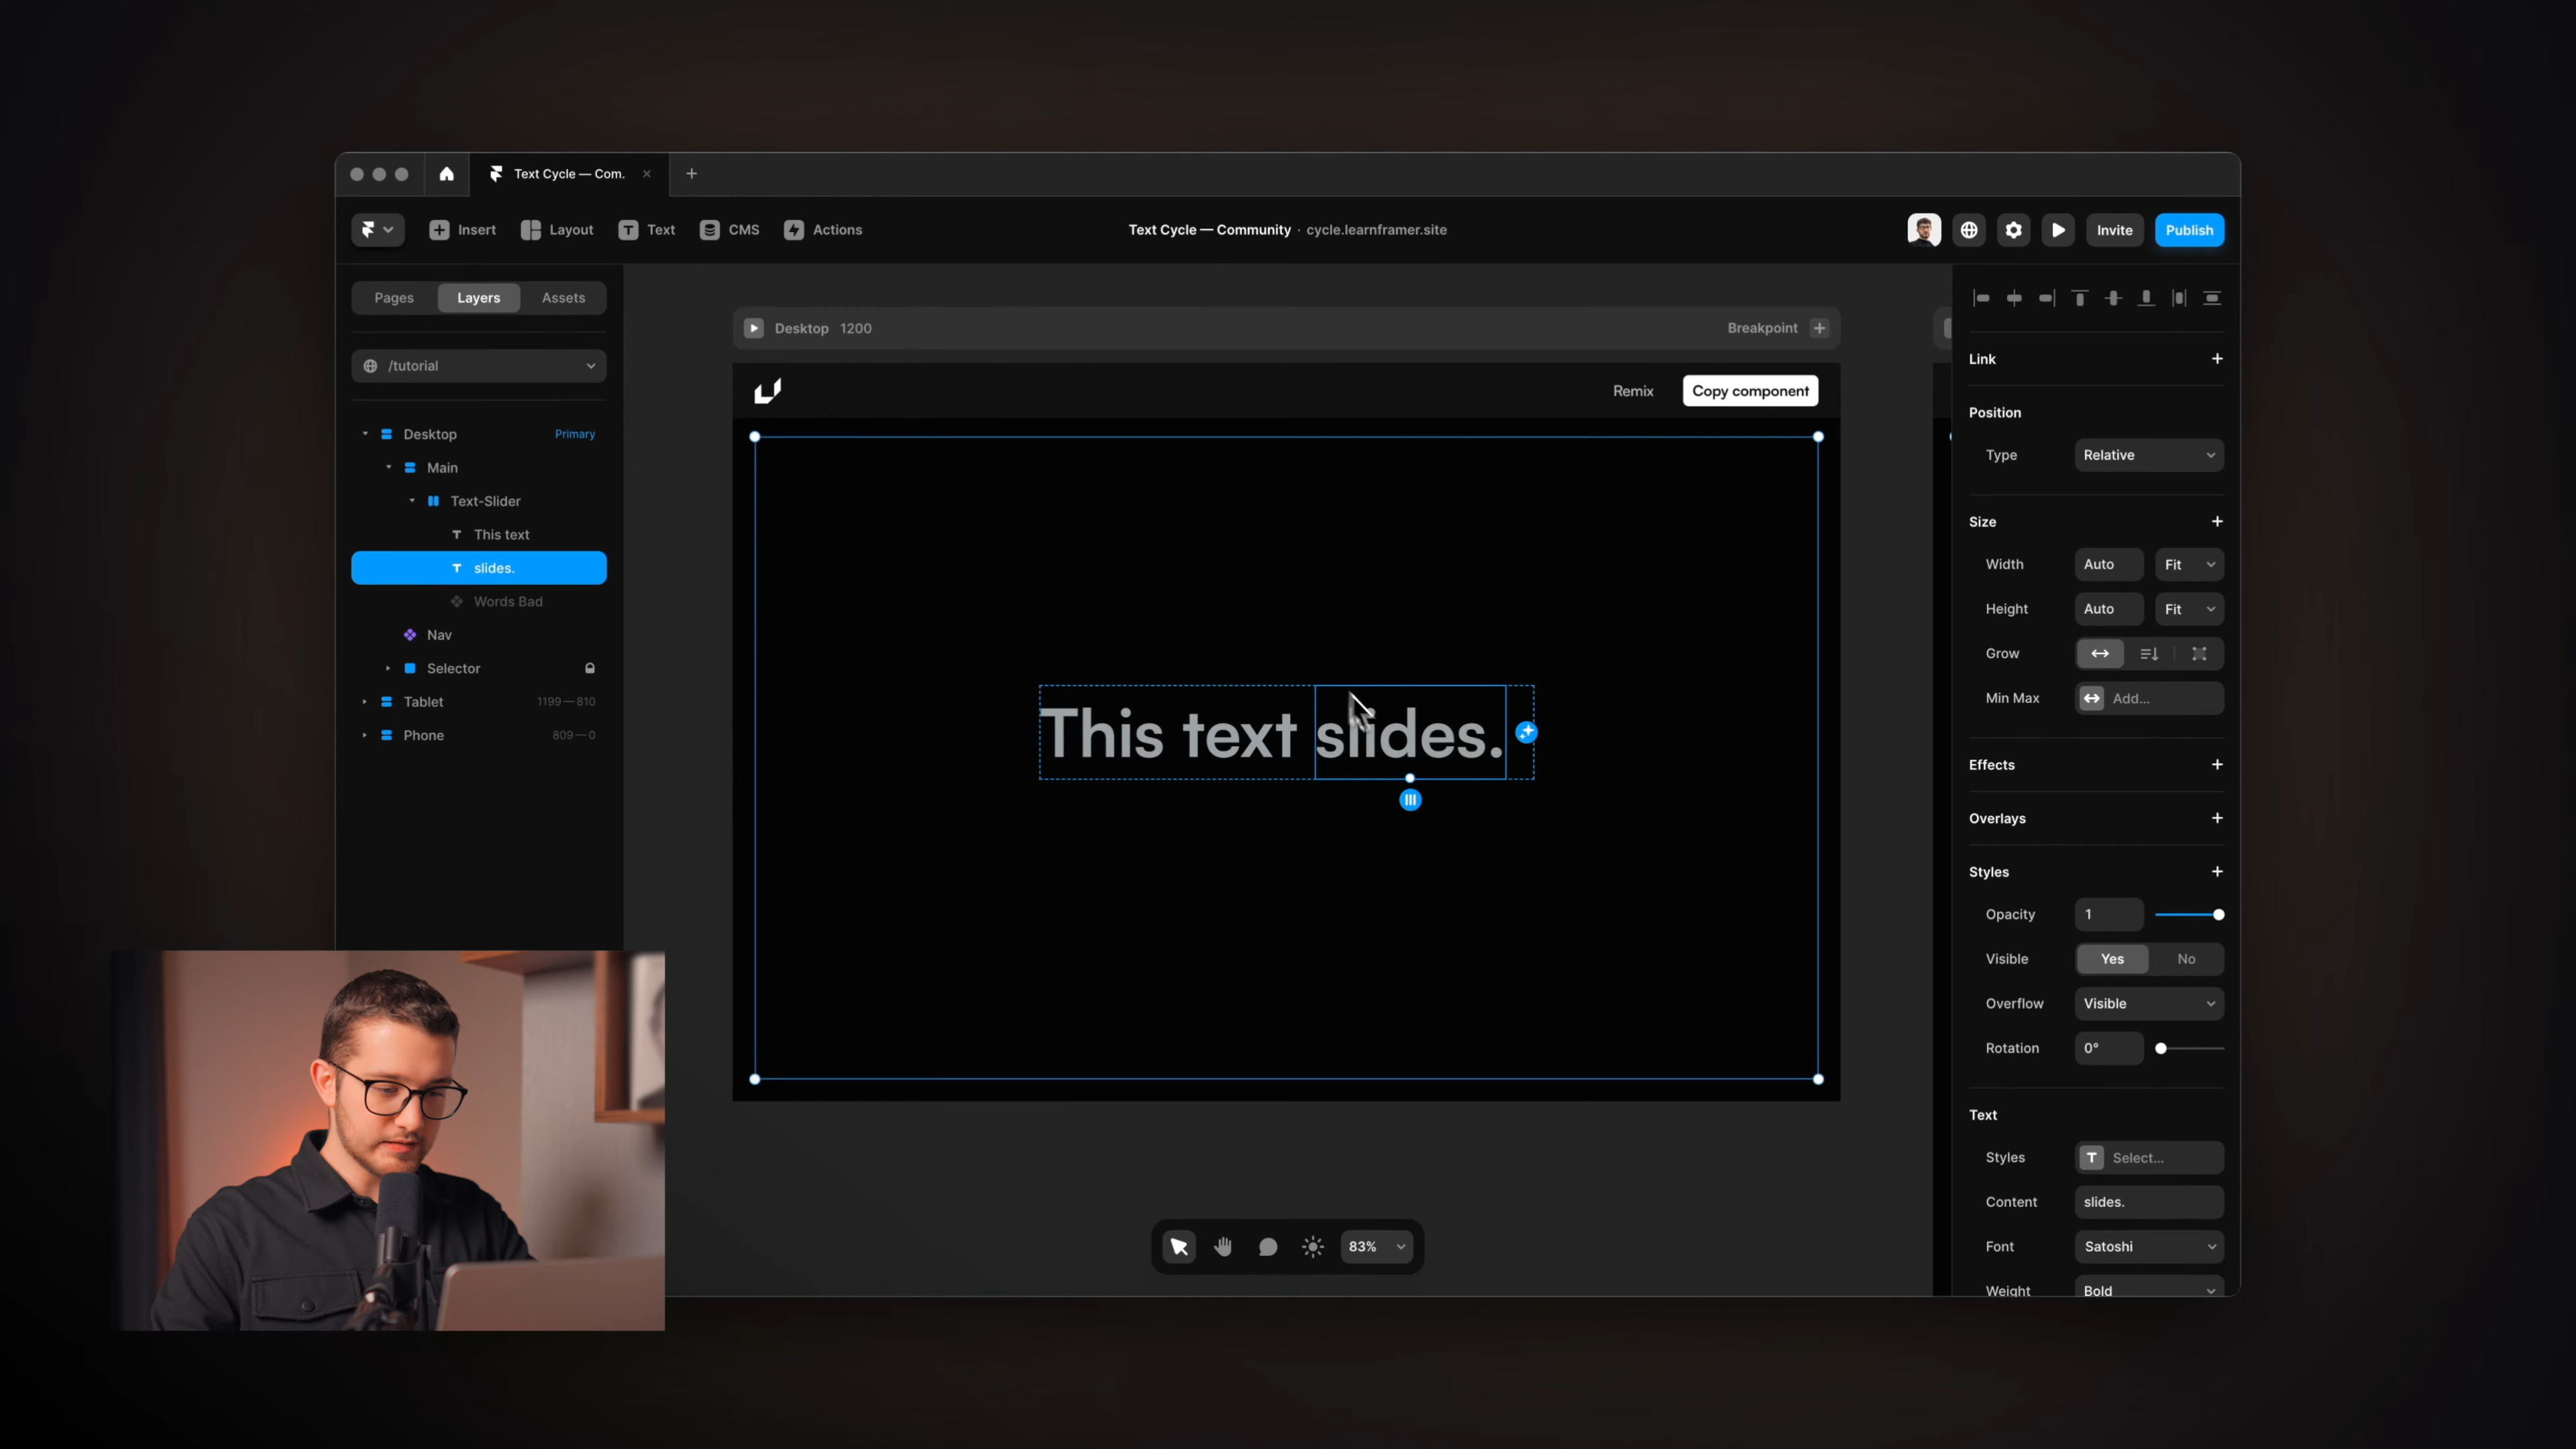 Text Cycle — Com.
Insert
Layout
Text
CMS
Actions
Text Cycle — Community · cycle.learnframer.site
Invite
Publish
Pages
Layers
Assets
/tutorial
Desktop
Primary
Main
Text-Slider
This text
slides.
Words Bad
Nav
Selector
Tablet
1199 — 810
Phone
809 — 0
Desktop 1200
Breakpoint
Remix
Copy component
This text slides.
83%
Link
Position
Type Relative
Size
Width Auto Fit
Height Auto Fit
Grow
Min Max Add...
Effects
Overlays
Styles
Opacity 1
Visible Yes No
Overflow Visible
Rotation 0°
Text
Styles Select...
Content slides.
Font Satoshi
Weight Bold